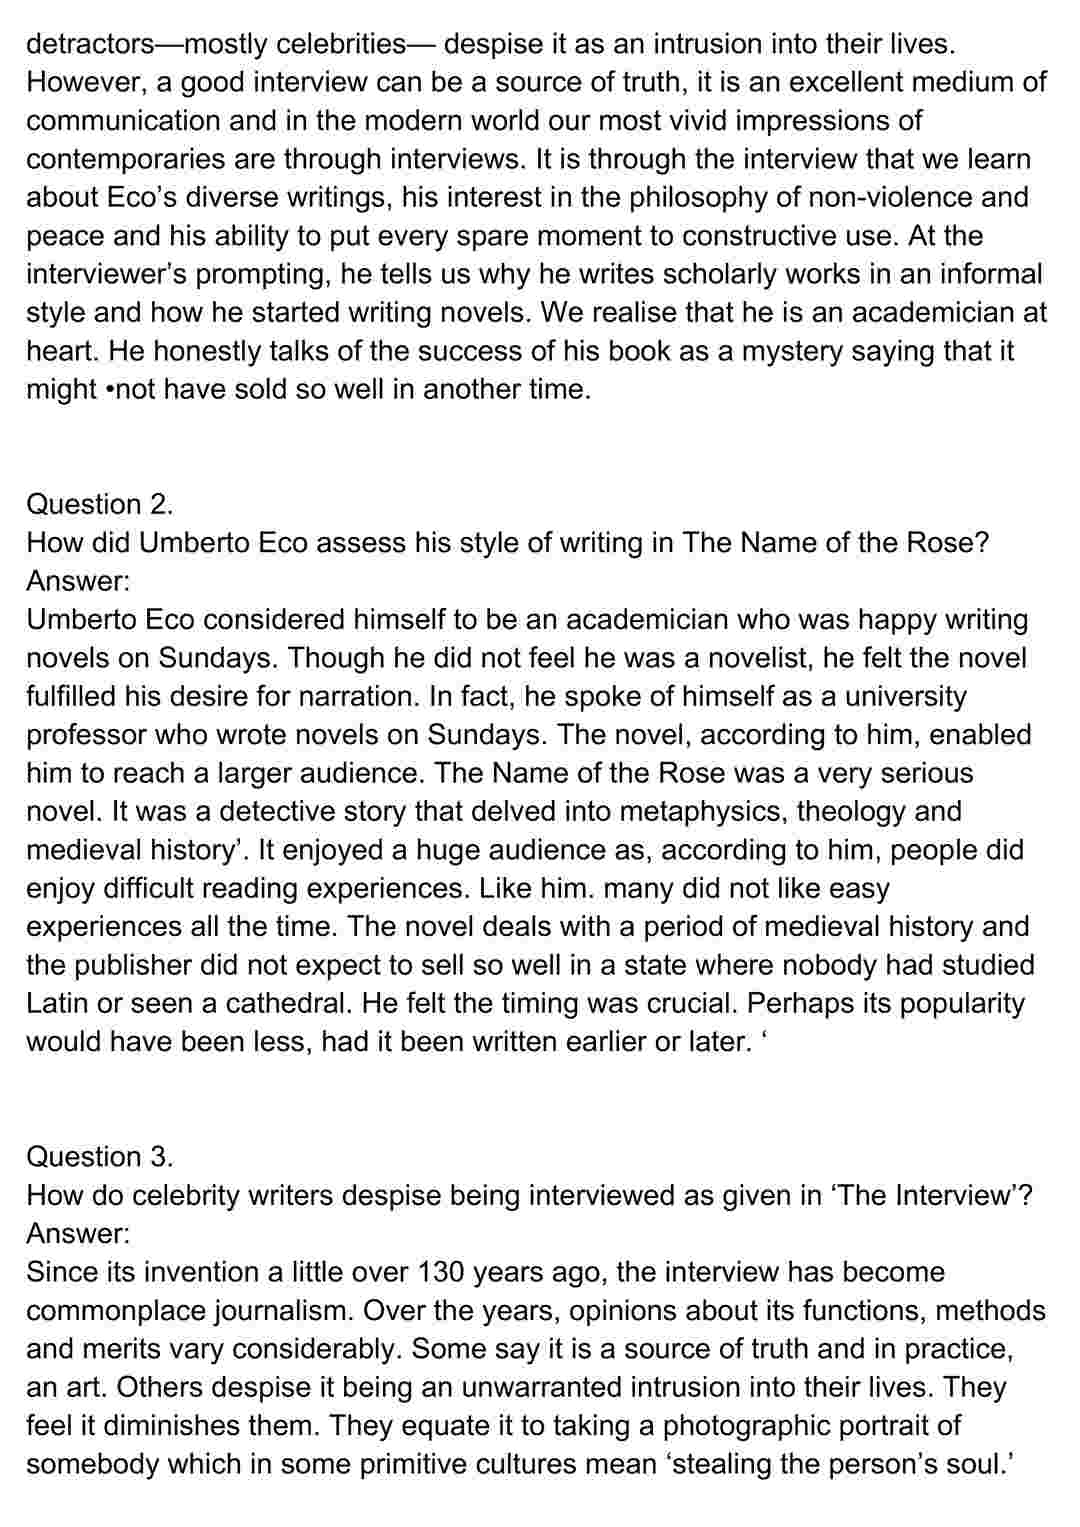 detractors—mostly celebrities— despise it as an intrusion into their lives.
However, a good interview can be a source of truth, it is an excellent medium of
communication and in the modern world our most vivid impressions of
contemporaries are through interviews. It is through the interview that we learn
about Eco’s diverse writings, his interest in the philosophy of non-violence and
peace and his ability to put every spare moment to constructive use. At the
interviewer’s prompting, he tells us why he writes scholarly works in an informal
style and how he started writing novels. We realise that he is an academician at
heart. He honestly talks of the success of his book as a mystery saying that it
might •not have sold so well in another time.
Question 2.
How did Umberto Eco assess his style of writing in The Name of the Rose?
Answer:
Umberto Eco considered himself to be an academician who was happy writing
novels on Sundays. Though he did not feel he was a novelist, he felt the novel
fulfilled his desire for narration. In fact, he spoke of himself as a university
professor who wrote novels on Sundays. The novel, according to him, enabled
him to reach a larger audience. The Name of the Rose was a very serious
novel. It was a detective story that delved into metaphysics, theology and
medieval history’. It enjoyed a huge audience as, according to him, people did
enjoy difficult reading experiences. Like him. many did not like easy
experiences all the time. The novel deals with a period of medieval history and
the publisher did not expect to sell so well in a state where nobody had studied
Latin or seen a cathedral. He felt the timing was crucial. Perhaps its popularity
would have been less, had it been written earlier or later. ‘
Question 3.
How do celebrity writers despise being interviewed as given in ‘The Interview’?
Answer:
Since its invention a little over 130 years ago, the interview has become
commonplace journalism. Over the years, opinions about its functions, methods
and merits vary considerably. Some say it is a source of truth and in practice,
an art. Others despise it being an unwarranted intrusion into their lives. They
feel it diminishes them. They equate it to taking a photographic portrait of
somebody which in some primitive cultures mean ‘stealing the person’s soul.’